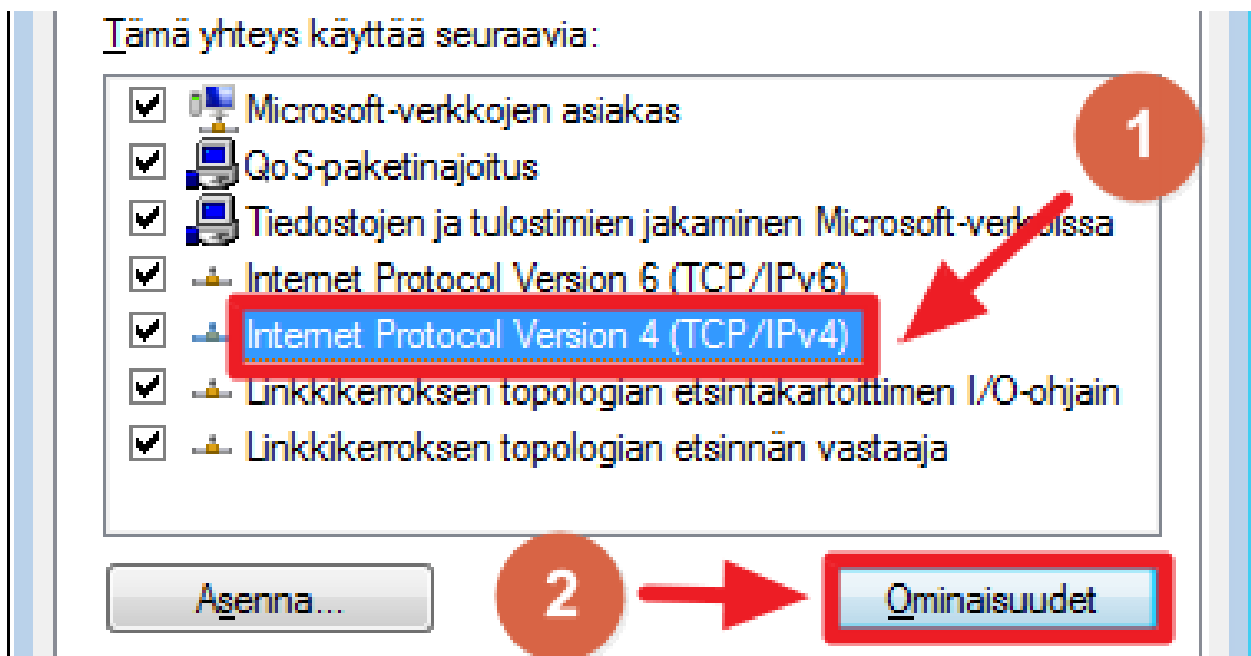 Tämä yhteys käyttää seuraavia:
Microsoft-verkkojen asiakas
1
QoS-paketinajoitus
Tiedostojen ja tulostimien jakaminen Microsoft-verkoissa
Internet Protocol Version 6 (TCP/IPv6)
Internet Protocol Version 4 (TCP/IPv4)
Linkkikerroksen topologian etsintäkartoittimen I/O-ohjain
Linkkikerroksen topologian etsinnän vastaaja
Asenna...
2
Ominaisuudet